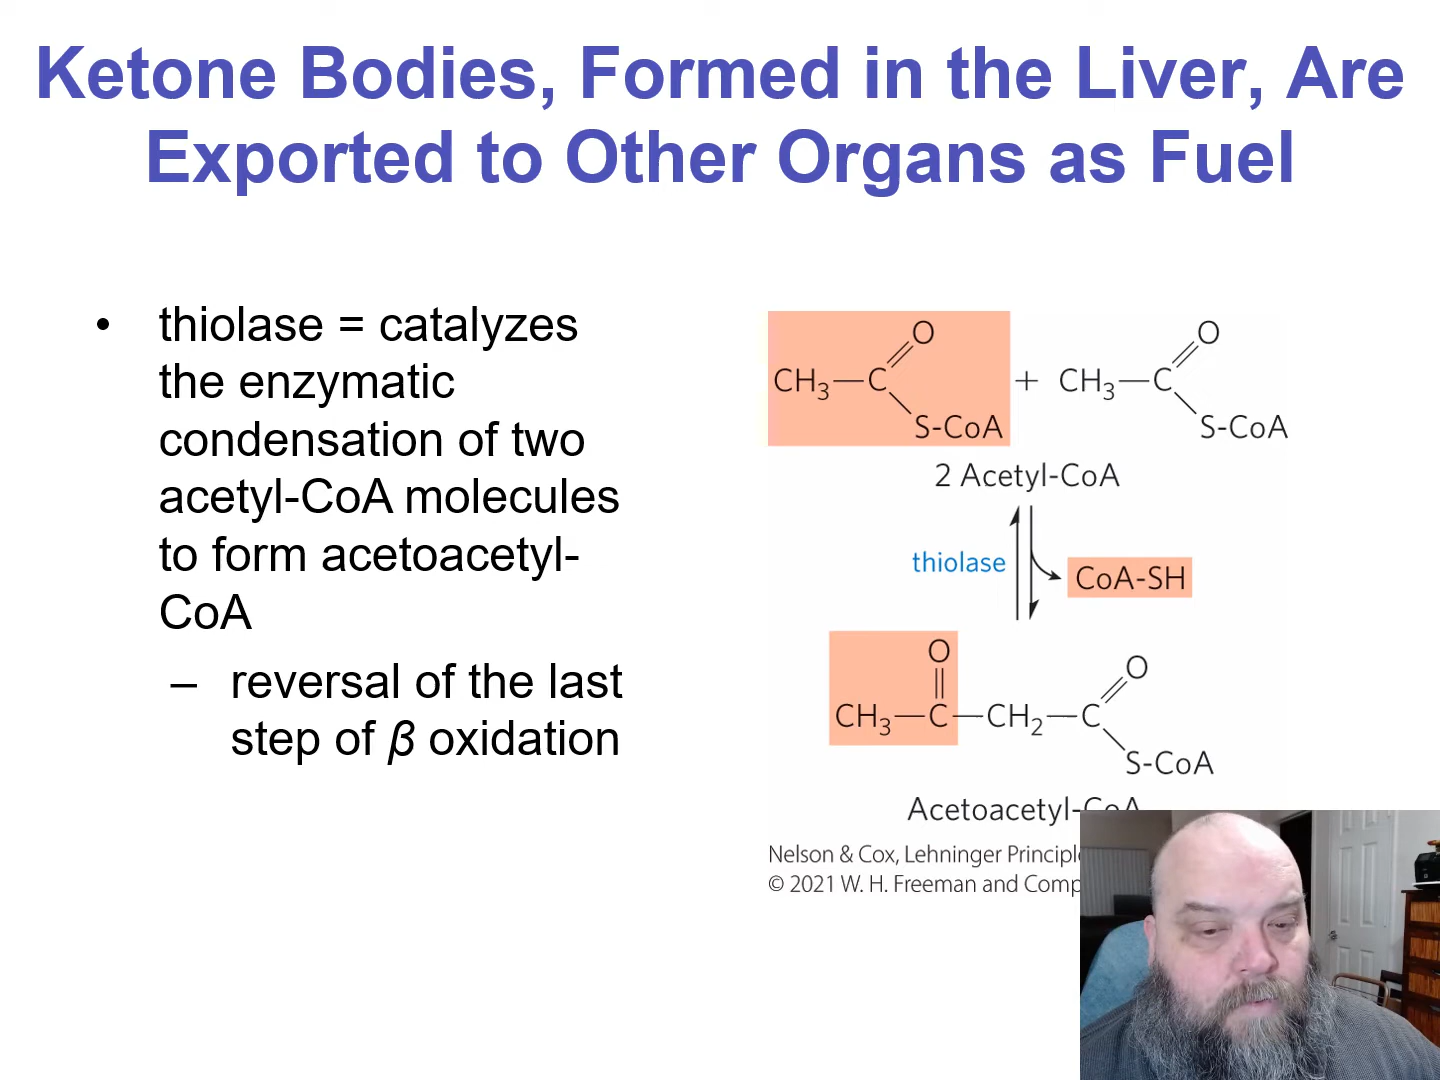 Ketone Bodies, Formed in the Liver, Are
Exported to Other Organs as Fuel
• thiolase = catalyzes
the enzymatic
condensation of two
acetyl-CoA molecules
to form acetoacetyl-
CoA
– reversal of the last
step of β oxidation
O O
CH₃—C + CH₃—C
S-CoA S-CoA
2 Acetyl-CoA
thiolase
CoA-SH
O
O
CH₃—C—CH₂—C
S-CoA
Acetoacetyl-CoA
Nelson & Cox, Lehninger
© 2021 W. H. Freeman and